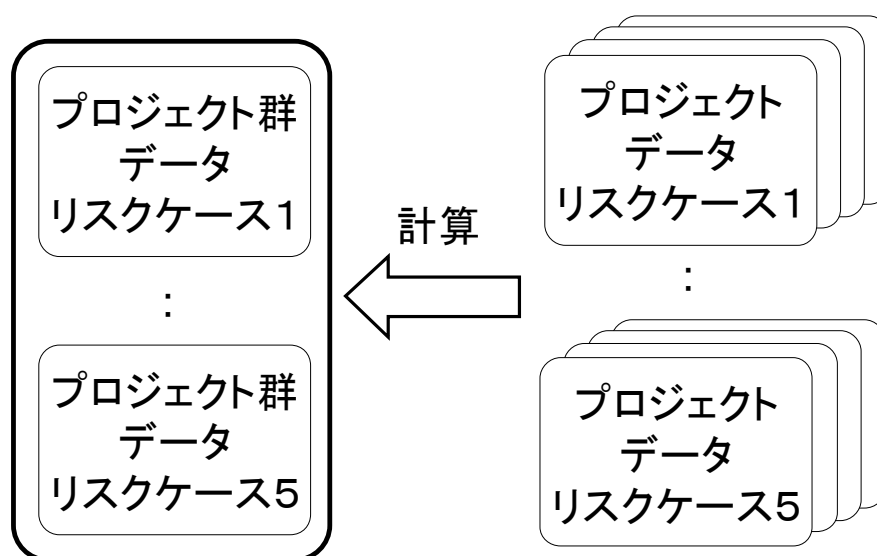 プロジェクト群
データ
リスクケース1
:
プロジェクト群
データ
リスクケース5
計算
プロジェクト
データ
リスクケース1
:
プロジェクト
データ
リスクケース5